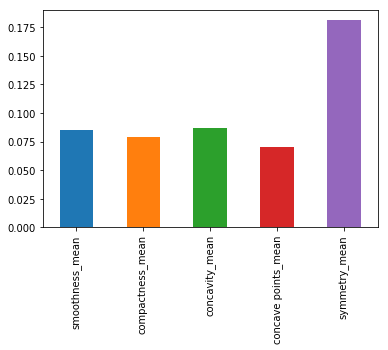 0.175
0.150
0.125
0.100
0.075
0.050
0.025
0.000
smoothness_mean
compactness_mean
concavity_mean
concave points_mean
symmetry_mean